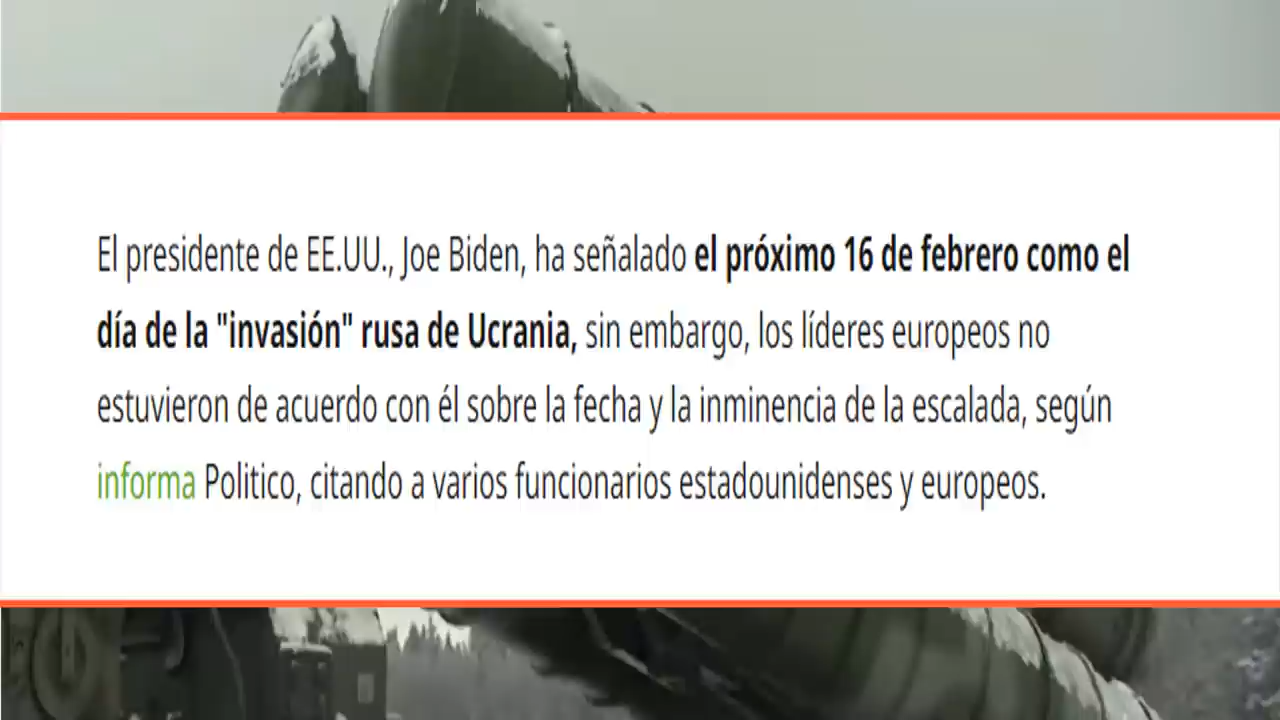 El presidente de EE.UU., Joe Biden, ha señalado el próximo 16 de febrero como el
día de la "invasión" rusa de Ucrania, sin embargo, los líderes europeos no
estuvieron de acuerdo con él sobre la fecha y la inminencia de la escalada, según
informa Politico, citando a varios funcionarios estadounidenses y europeos.